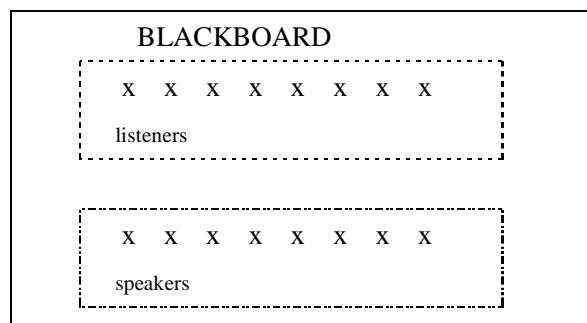 BLACKBOARD
x x x x x x x x
listeners
x x x x x x x x
speakers